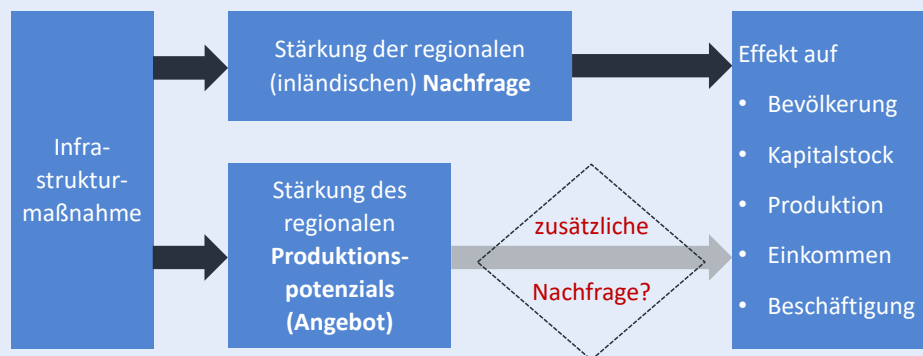 Infra-
struktur-
maßnahme
Stärkung der regionalen
(inländischen) Nachfrage
Stärkung des
regionalen
Produktions-
potenzials
(Angebot)
zusätzliche
Nachfrage?
Effekt auf
• Bevölkerung
• Kapitalstock
• Produktion
• Einkommen
• Beschäftigung